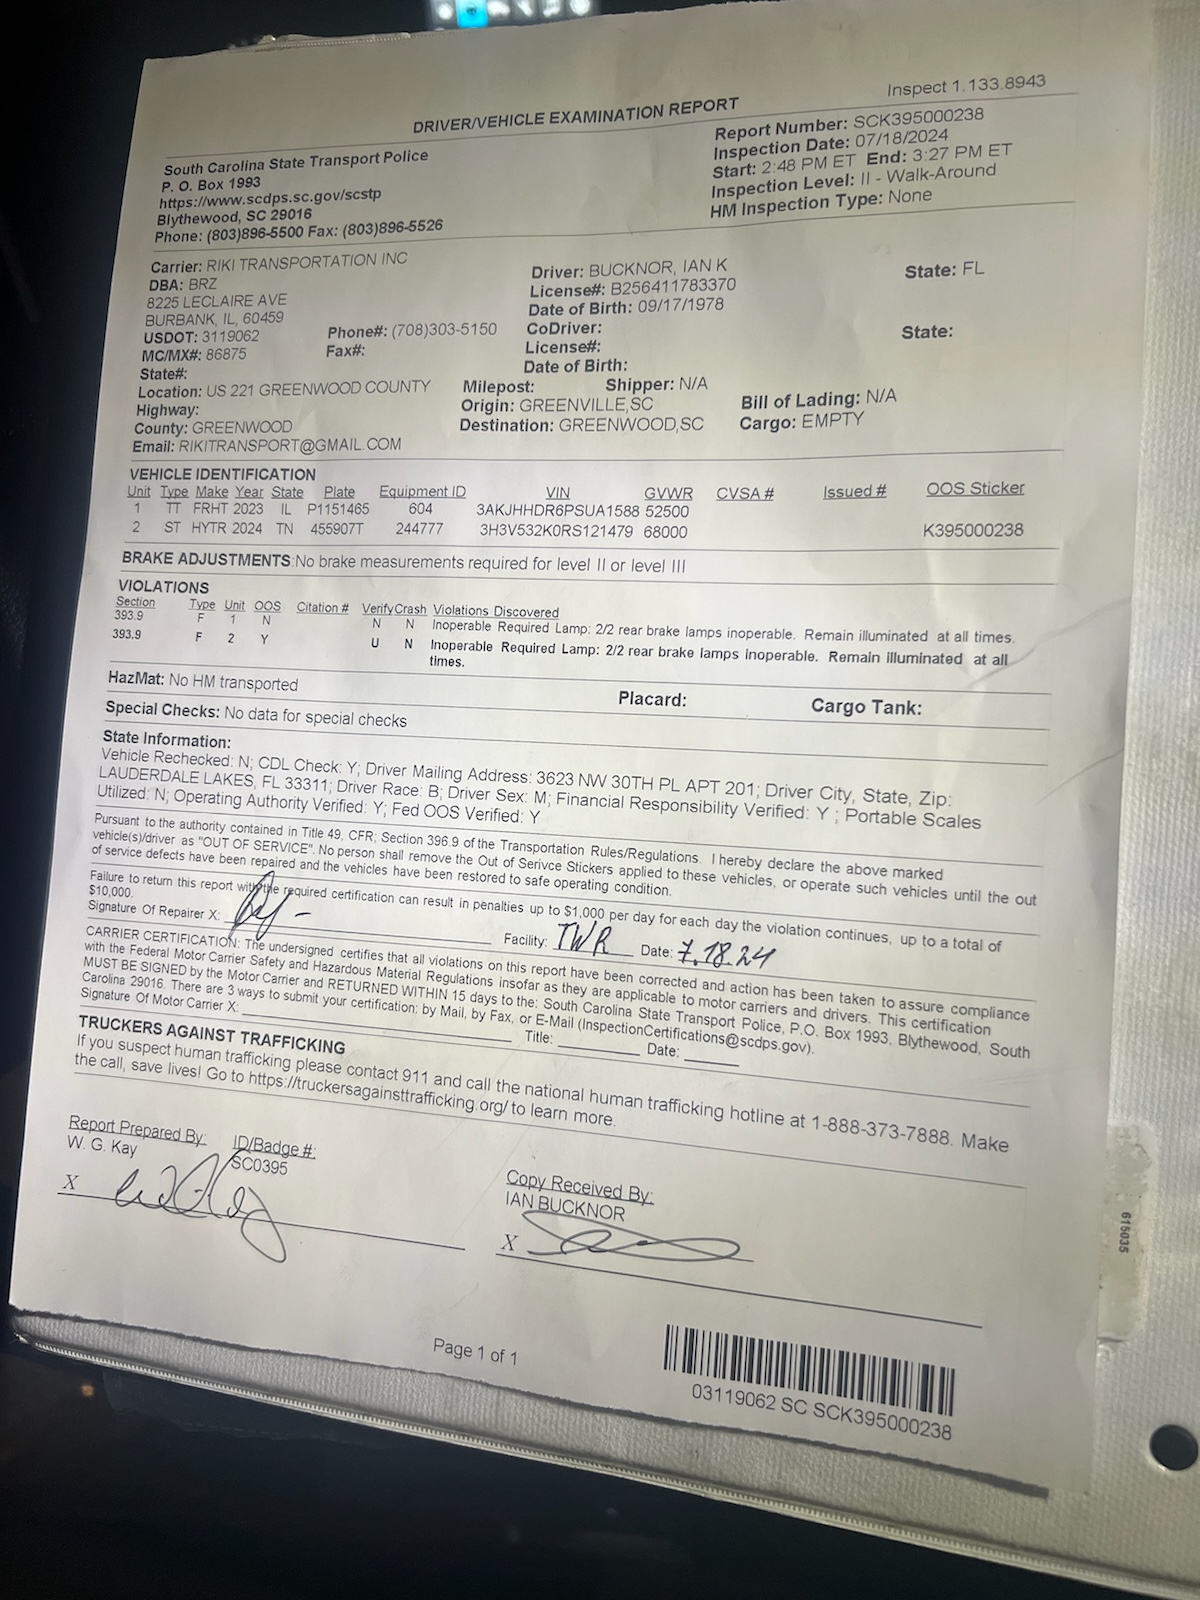 Inspect 1.133.8943
DRIVER/VEHICLE EXAMINATION REPORT
South Carolina State Transport Police
P. O. Box 1993
https://www.scdps.sc.gov/scstp
Blythewood, SC 29016
Phone: (803)896-5500 Fax: (803)896-5526
Report Number: SCK395000238
Inspection Date: 07/18/2024
Start: 2:48 PM ET End: 3:27 PM ET
Inspection Level: II - Walk-Around
HM Inspection Type: None
Carrier: RIKI TRANSPORTATION INC
DBA: BRZ
8225 LECLAIRE AVE
BURBANK, IL, 60459
USDOT: 3119062 Phone#: (708)303-5150
MC/MX#: 86875 Fax#:
State#:
Driver: BUCKNOR, IAN K State: FL
License#: B256411783370
Date of Birth: 09/17/1978
CoDriver: State:
License#:
Date of Birth:
Location: US 221 GREENWOOD COUNTY Milepost: Shipper: N/A
Highway: Origin: GREENVILLE,SC Bill of Lading: N/A
County: GREENWOOD Destination: GREENWOOD,SC Cargo: EMPTY
Email: RIKITRANSPORT@GMAIL.COM
VEHICLE IDENTIFICATION
Unit Type Make Year State Plate Equipment ID VIN GVWR CVSA # Issued # OOS Sticker
1 TT FRHT 2023 IL P1151465 604 3AKJHHDR6PSUA1588 52500
2 ST HYTR 2024 TN 455907T 244777 3H3V532K0RS121479 68000 K395000238
BRAKE ADJUSTMENTS:No brake measurements required for level II or level III
VIOLATIONS
Section Type Unit OOS Citation # Verify Crash Violations Discovered
393.9 F 1 N N N Inoperable Required Lamp: 2/2 rear brake lamps inoperable. Remain illuminated at all times.
393.9 F 2 Y U N Inoperable Required Lamp: 2/2 rear brake lamps inoperable. Remain illuminated at all
times.
HazMat: No HM transported Placard: Cargo Tank:
Special Checks: No data for special checks
State Information:
Vehicle Rechecked: N; CDL Check: Y; Driver Mailing Address: 3623 NW 30TH PL APT 201; Driver City, State, Zip:
LAUDERDALE LAKES, FL 33311; Driver Race: B; Driver Sex: M; Financial Responsibility Verified: Y ; Portable Scales
Utilized: N; Operating Authority Verified: Y; Fed OOS Verified: Y
Pursuant to the authority contained in Title 49, CFR; Section 396.9 of the Transportation Rules/Regulations. I hereby declare the above marked
vehicle(s)/driver as "OUT OF SERVICE". No person shall remove the Out of Serivce Stickers applied to these vehicles, or operate such vehicles until the out
of service defects have been repaired and the vehicles have been restored to safe operating condition.
Failure to return this report with the required certification can result in penalties up to $1,000 per day for each day the violation continues, up to a total of
$10,000.
Signature Of Repairer X: Facility: TWR Date: 7.18.24
CARRIER CERTIFICATION: The undersigned certifies that all violations on this report have been corrected and action has been taken to assure compliance
with the Federal Motor Carrier Safety and Hazardous Material Regulations insofar as they are applicable to motor carriers and drivers. This certification
MUST BE SIGNED by the Motor Carrier and RETURNED WITHIN 15 days to the: South Carolina State Transport Police, P.O. Box 1993, Blythewood, South
Carolina 29016. There are 3 ways to submit your certification: by Mail, by Fax, or E-Mail (InspectionCertifications@scdps.gov).
Signature Of Motor Carrier X: Title: Date:
TRUCKERS AGAINST TRAFFICKING
If you suspect human trafficking please contact 911 and call the national human trafficking hotline at 1-888-373-7888. Make
the call, save lives! Go to https://truckersagainsttrafficking.org/ to learn more.
Report Prepared By: ID/Badge #:
W. G. Kay SC0395
X
Copy Received By:
IAN BUCKNOR
X
Page 1 of 1
03119062 SC SCK395000238
615035